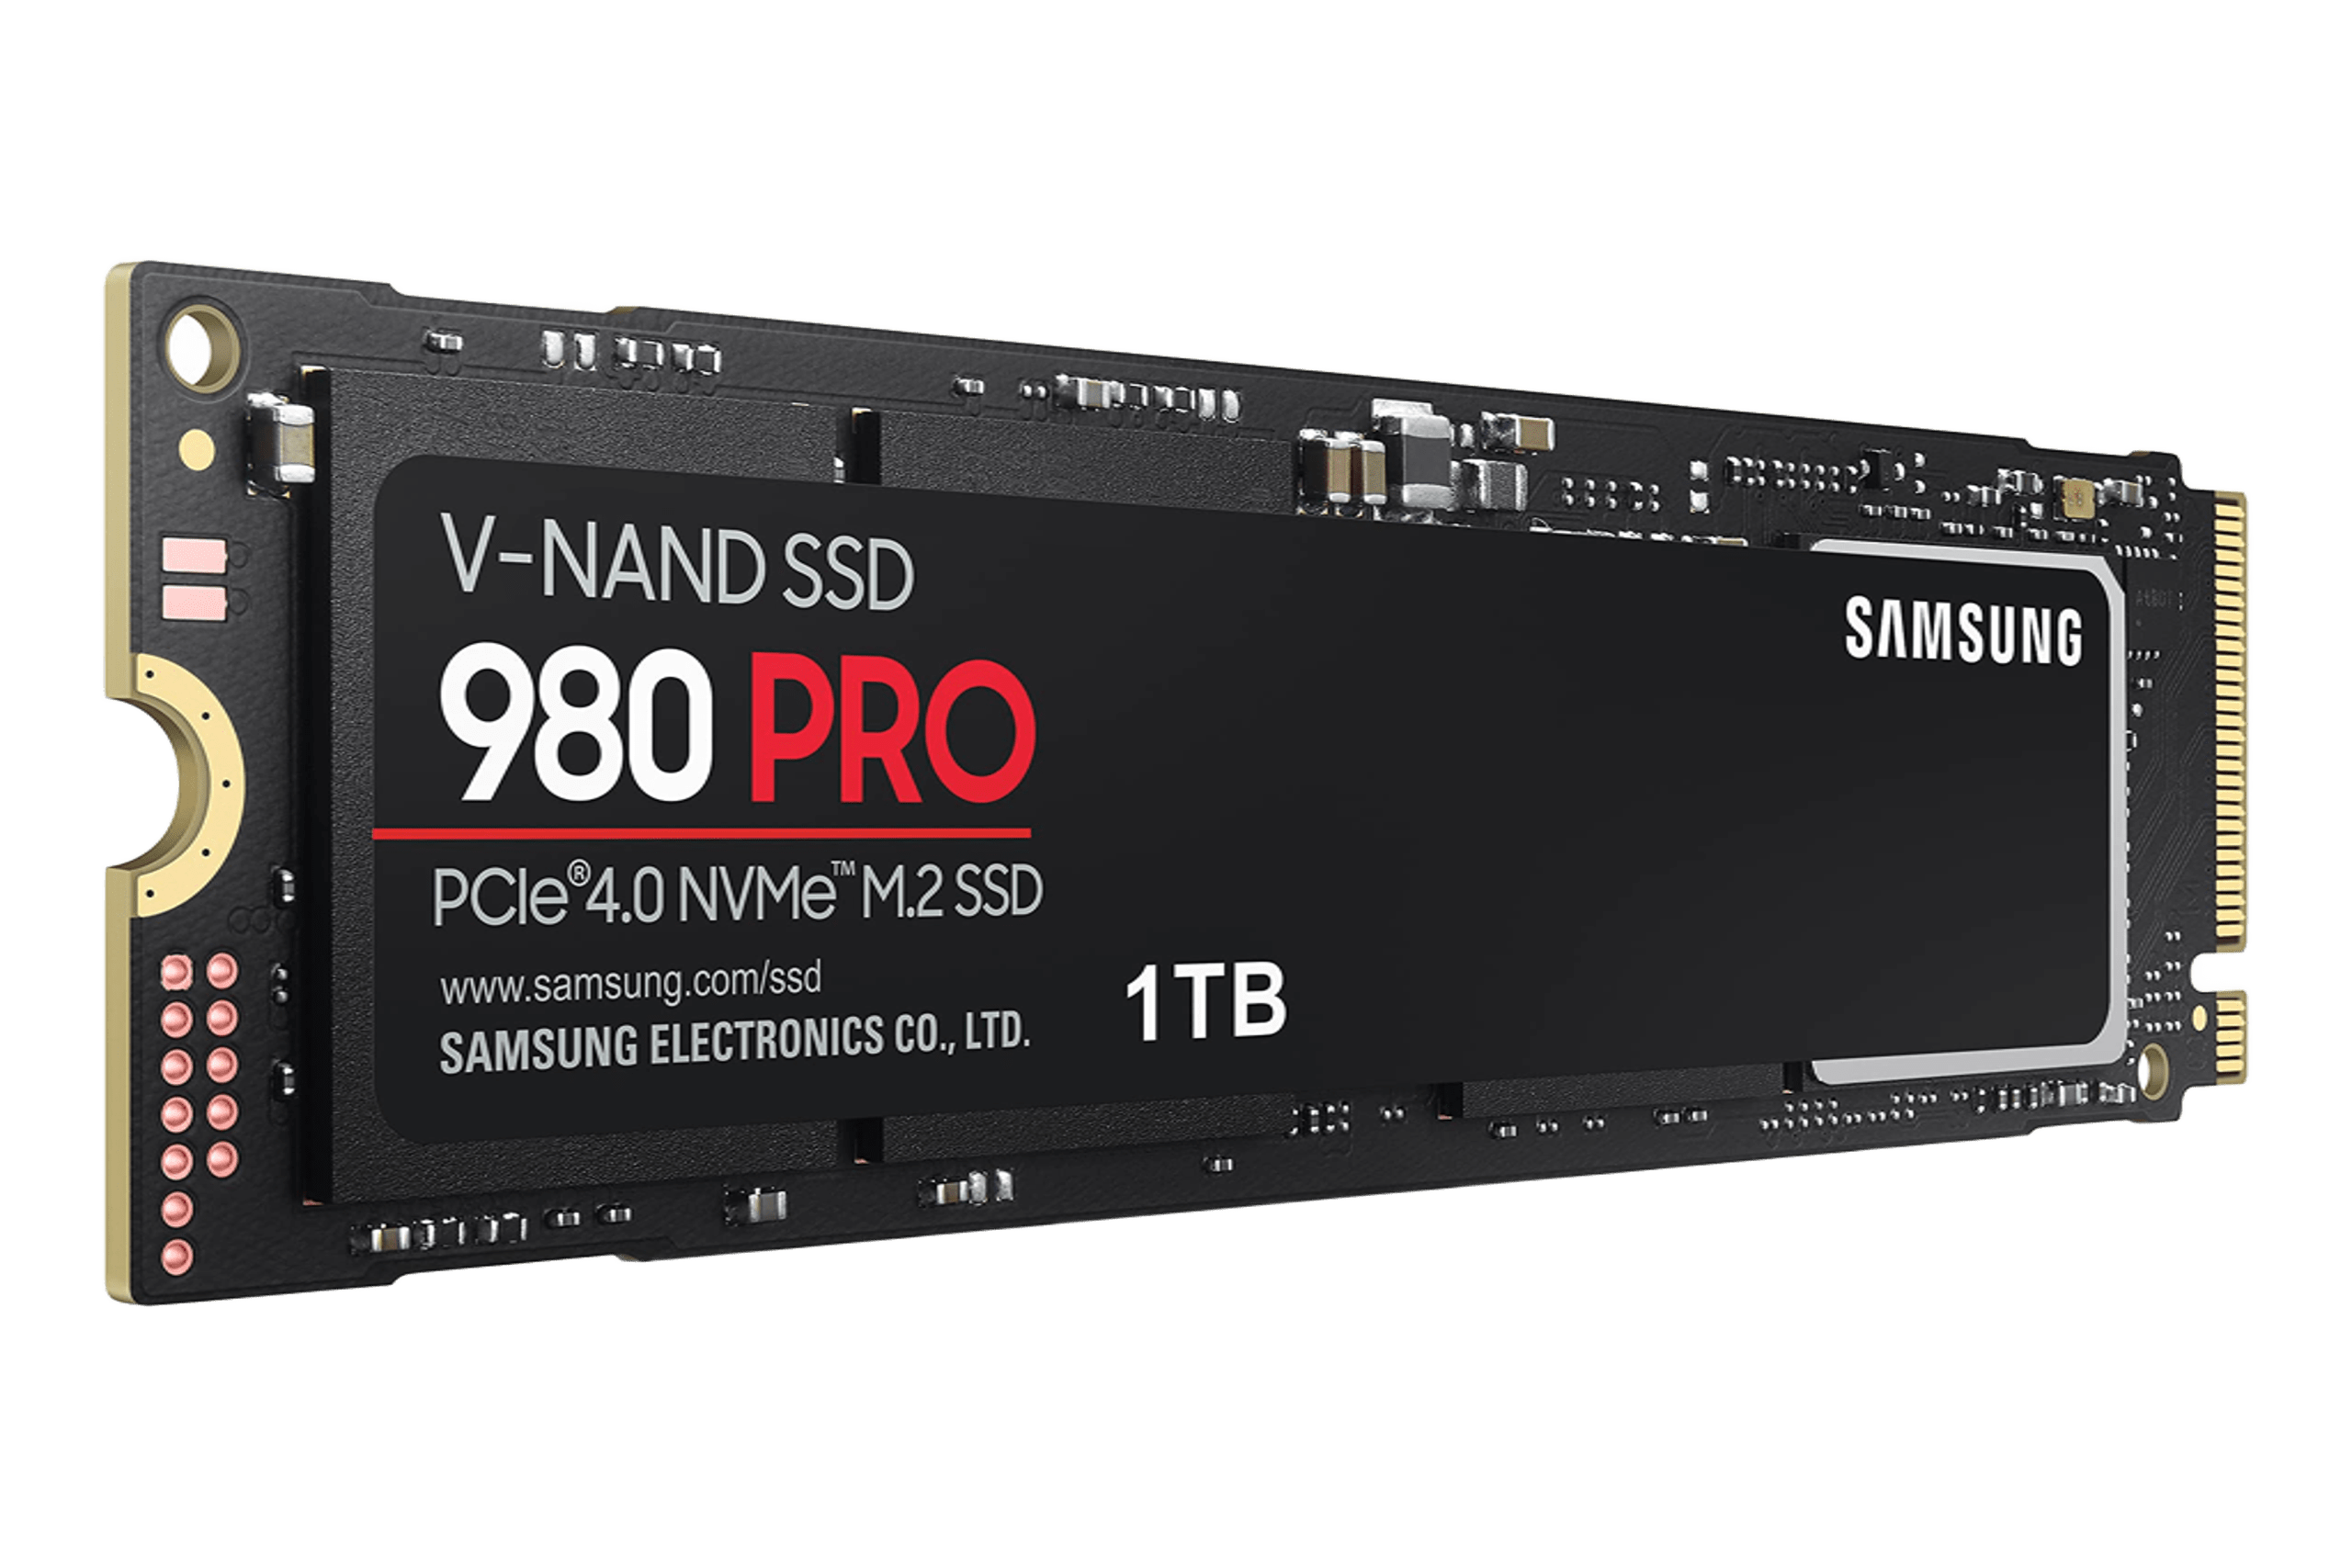 V-NAND SSD
SAMSUNG
980 PRO
PCIe®4.0 NVMe™ M.2 SSD
www.samsung.com/ssd
1TB
SAMSUNG ELECTRONICS CO., LTD.